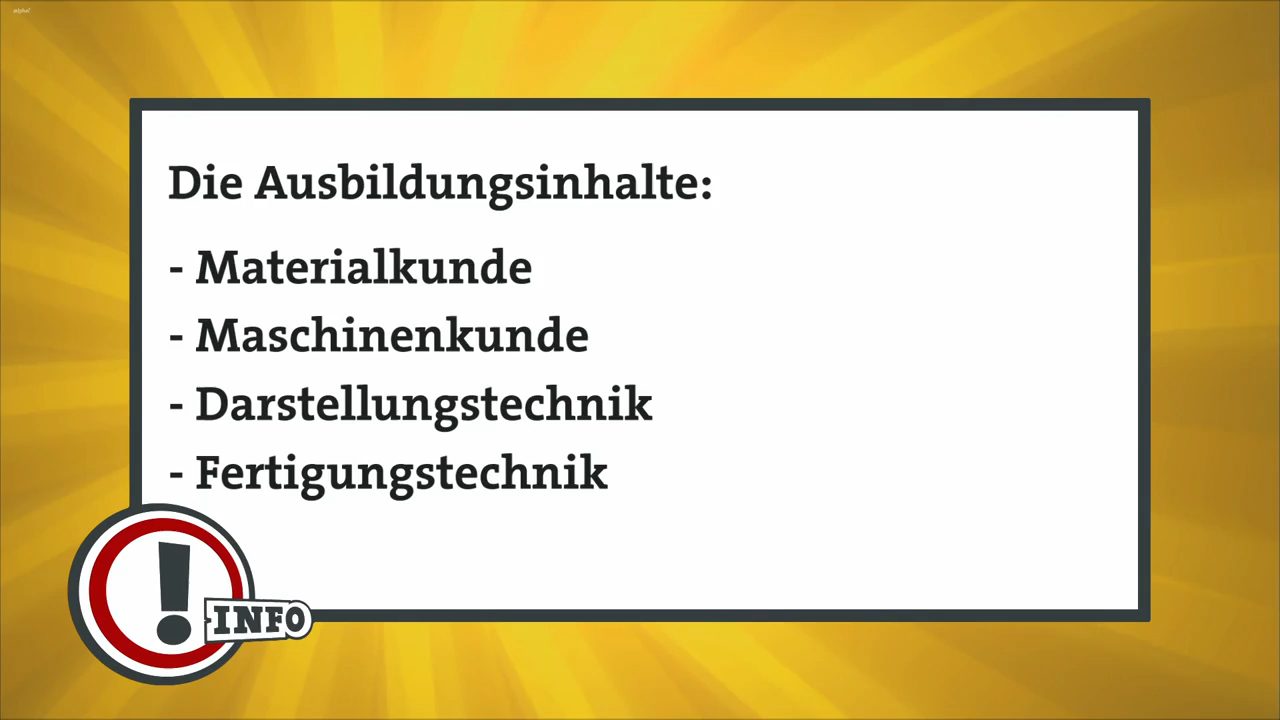 Die Ausbildungsinhalte:
- Materialkunde
- Maschinenkunde
- Darstellungstechnik
- Fertigungstechnik
!
INFO